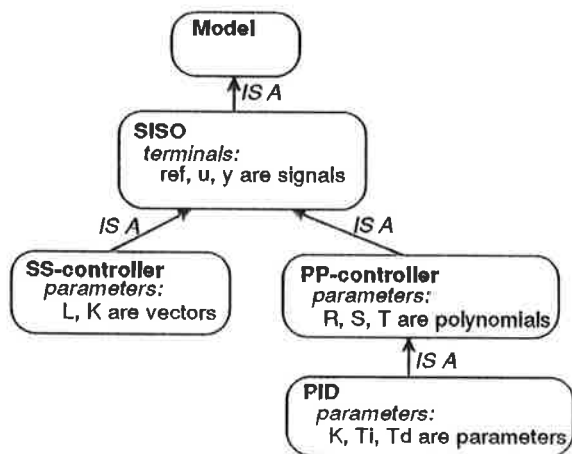 Model
IS A
SISO
terminals:
ref, u, y are signals
IS A
IS A
SS-controller
parameters:
L, K are vectors
PP-controller
parameters:
R, S, T are polynomials
IS A
PID
parameters:
K, Ti, Td are parameters